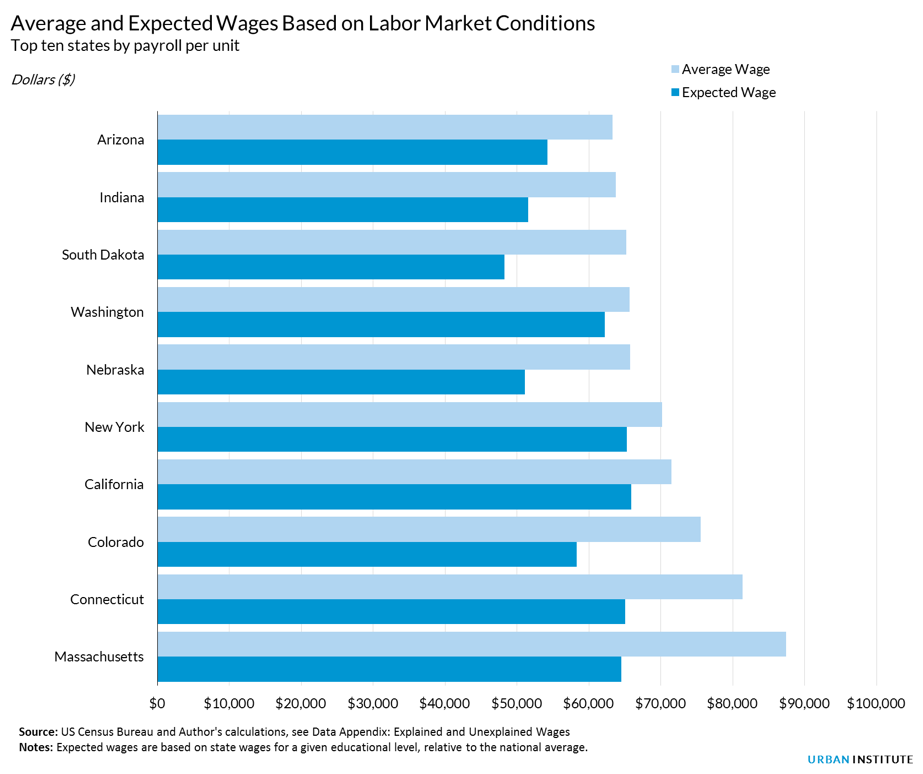 Average and Expected Wages Based on Labor Market Conditions
Top ten states by payroll per unit
Dollars ($)
Average Wage
Expected Wage
Arizona
Indiana
South Dakota
Washington
Nebraska
New York
California
Colorado
Connecticut
Massachusetts
$0 $10,000 $20,000 $30,000 $40,000 $50,000 $60,000 $70,000 $80,000 $90,000 $100,000
Source: US Census Bureau and Author's calculations, see Data Appendix: Explained and Unexplained Wages
Notes: Expected wages are based on state wages for a given educational level, relative to the national average.
URBAN INSTITUTE